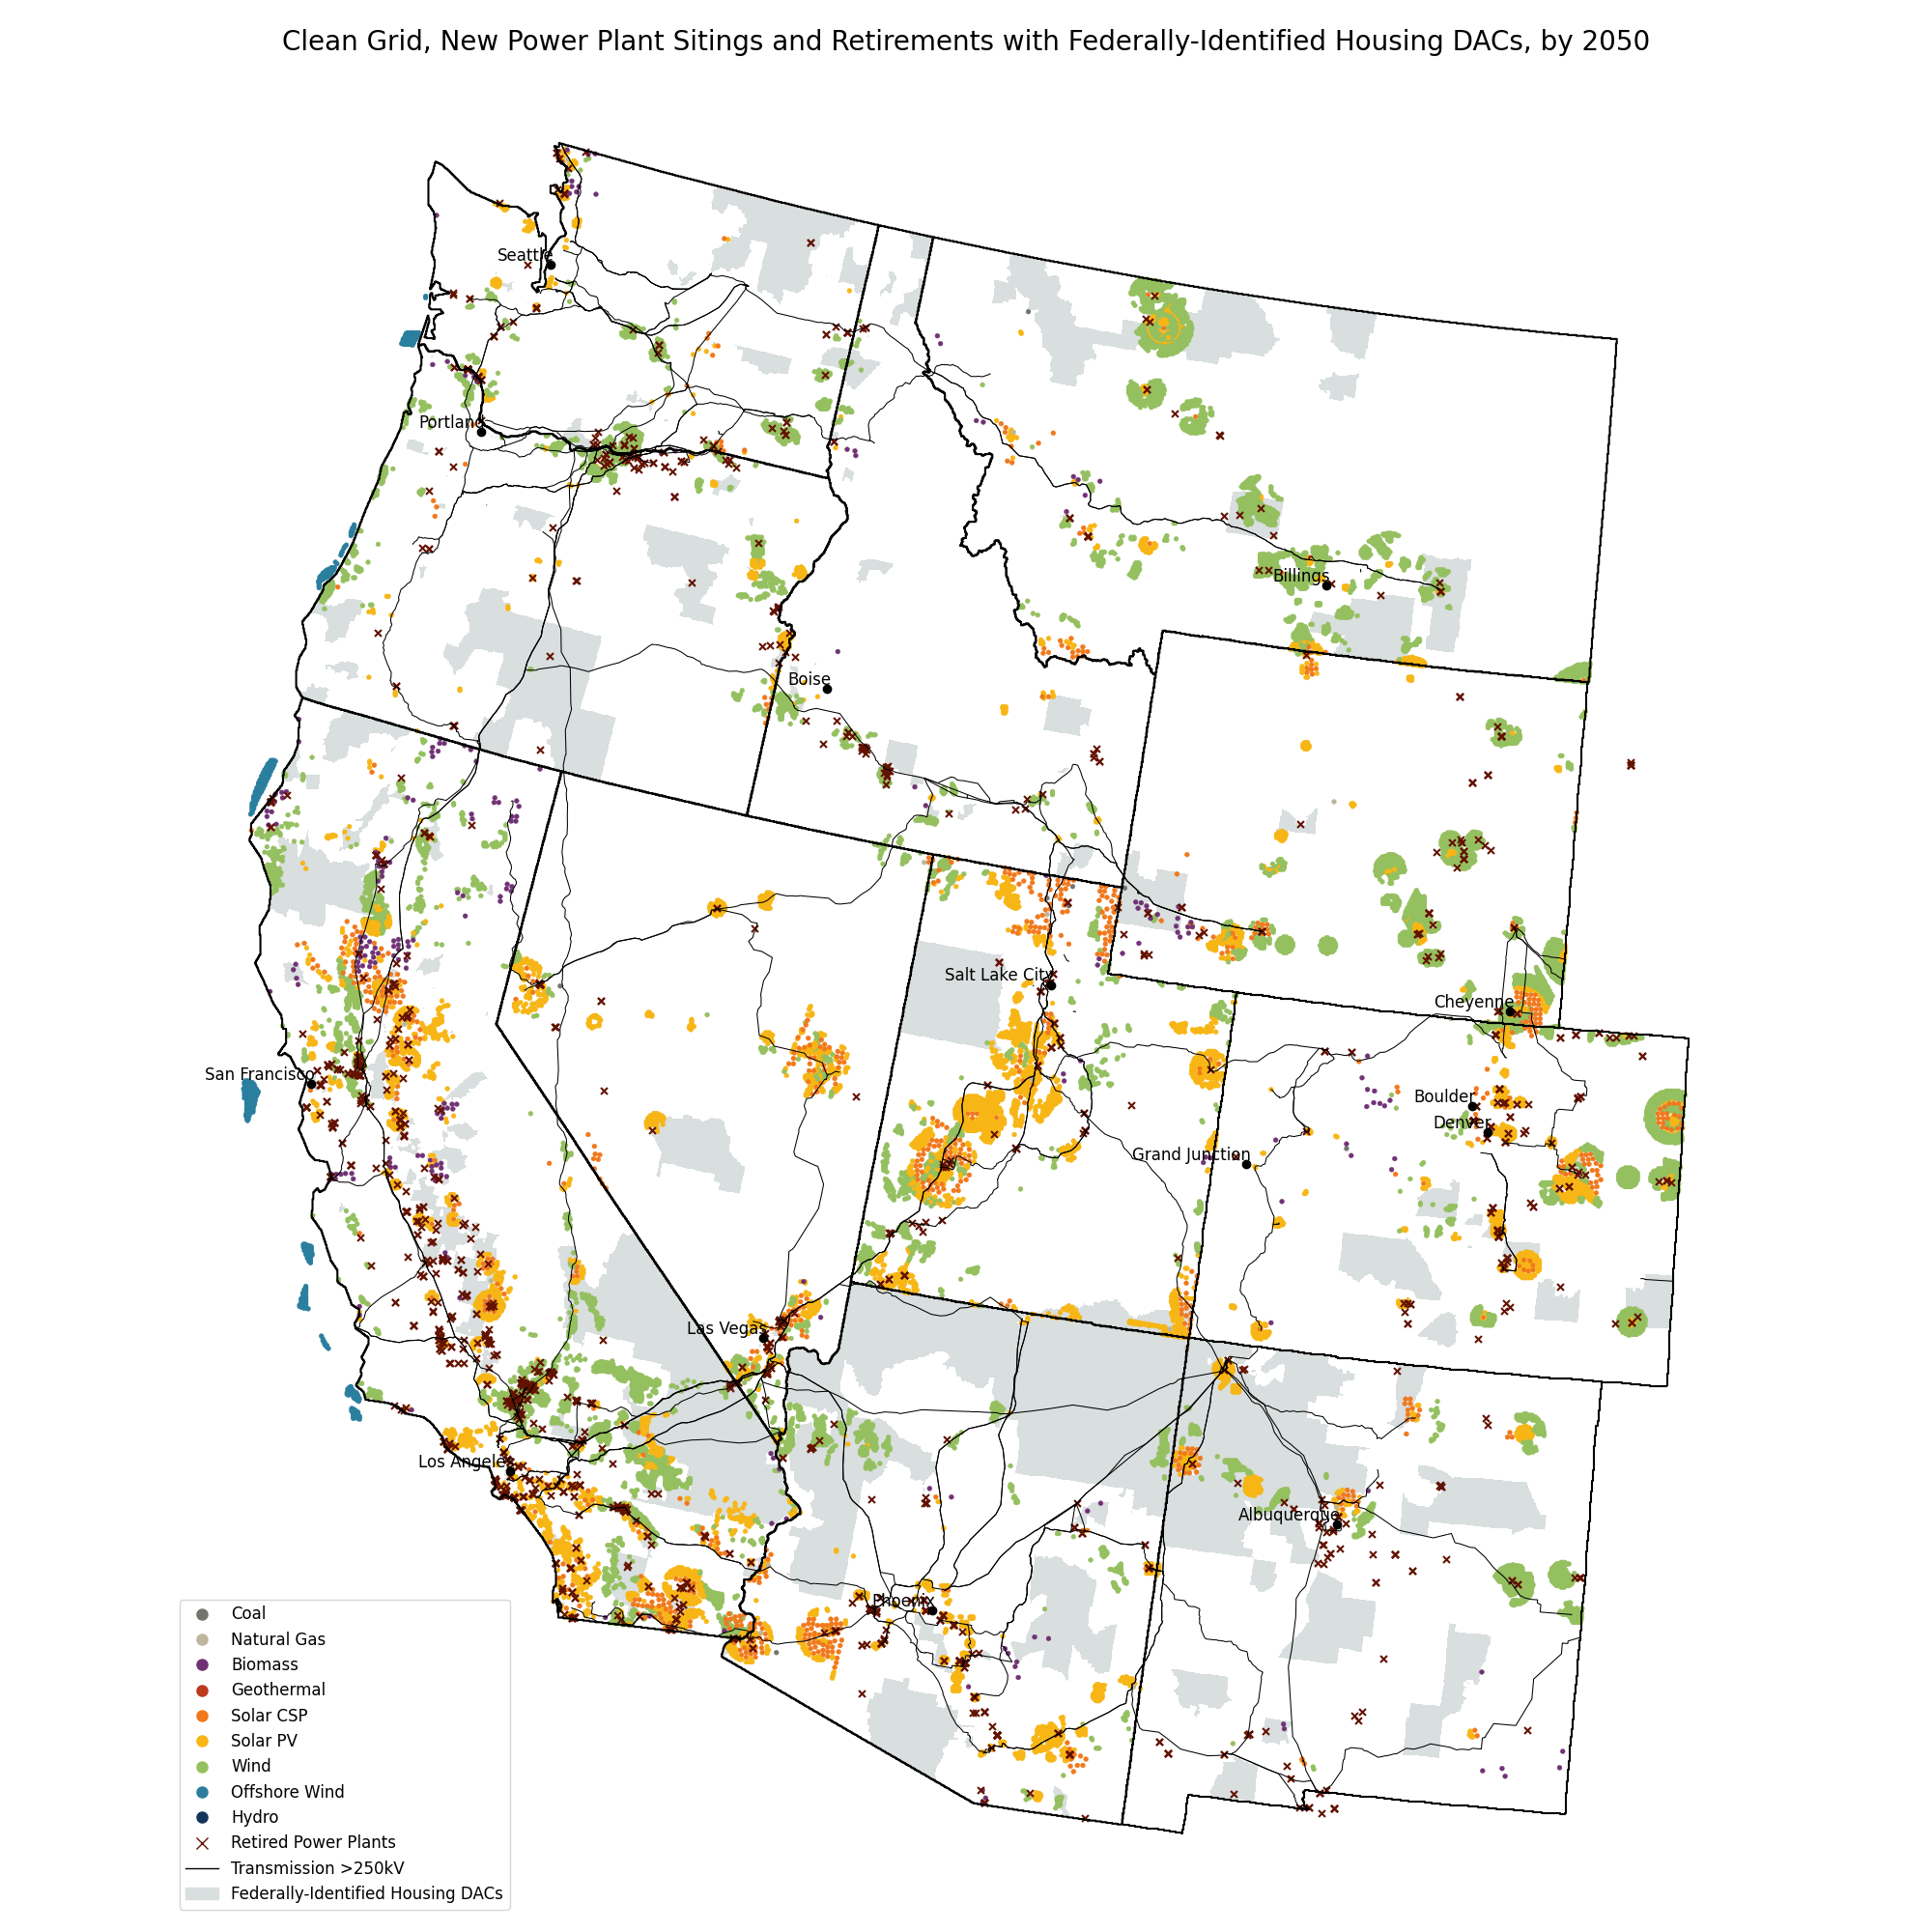 Clean Grid, New Power Plant Sitings and Retirements with Federally-Identified Housing DACs, by 2050
Seattle
Portland
Billings
Boise
Salt Lake City
Cheyenne
San Francisco
Boulder
Denver
Grand Junction
Las Vegas
Los Angeles
Albuquerque
Phoenix
Coal
Natural Gas
Biomass
Geothermal
Solar CSP
Solar PV
Wind
Offshore Wind
Hydro
Retired Power Plants
Transmission >250kV
Federally-Identified Housing DACs